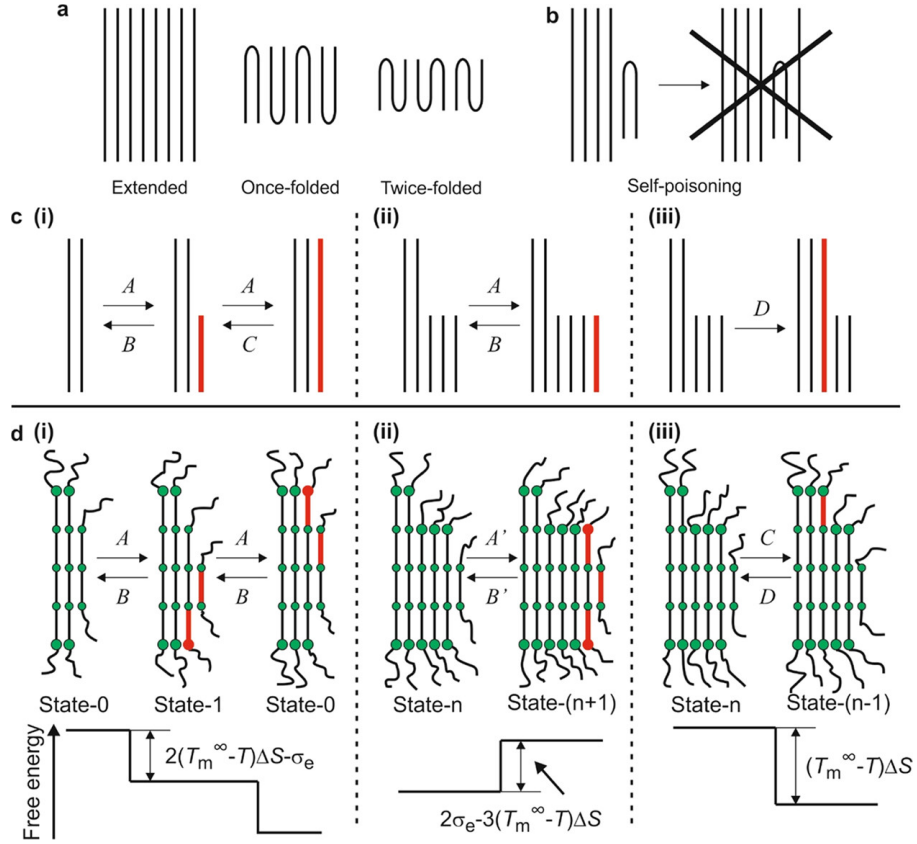 a
b
Extended
Once-folded
Twice-folded
Self-poisoning
c (i)
(ii)
(iii)
A
A
A
D
B
C
B
d (i)
(ii)
(iii)
A
A
A’
C
B
B
B’
D
State-0
State-1
State-0
State-n
State-(n+1)
State-n
State-(n-1)
Free energy
2(Tm∞-T)ΔS-σe
2σe-3(Tm∞-T)ΔS
(Tm∞-T)ΔS